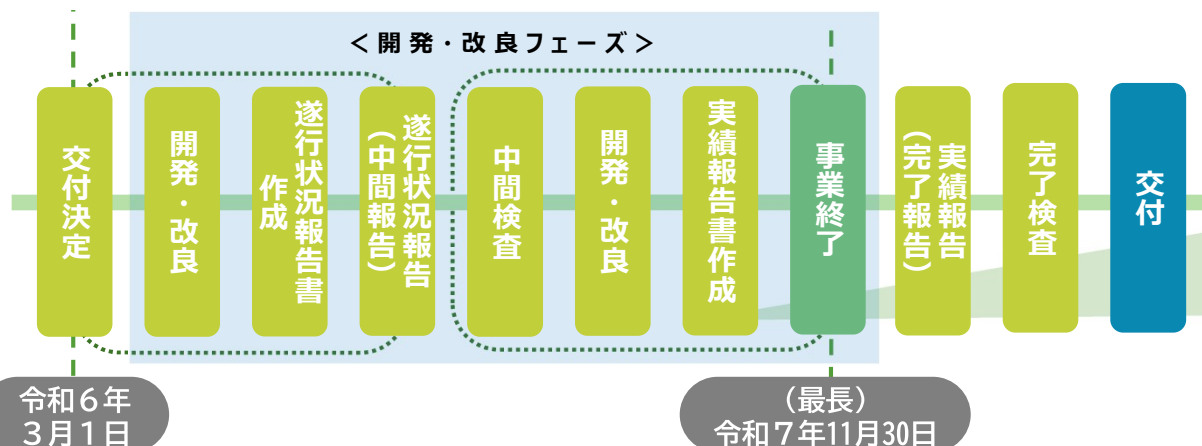 ＜開発・改良フェーズ＞
交付決定
開発・改良
遂行状況報告書
作成
遂行状況報告
（中間報告）
中間検査
開発・改良
実績報告書作成
事業終了
実績報告
（完了報告）
完了検査
交付
令和６年
３月１日
（最長）
令和７年11月30日